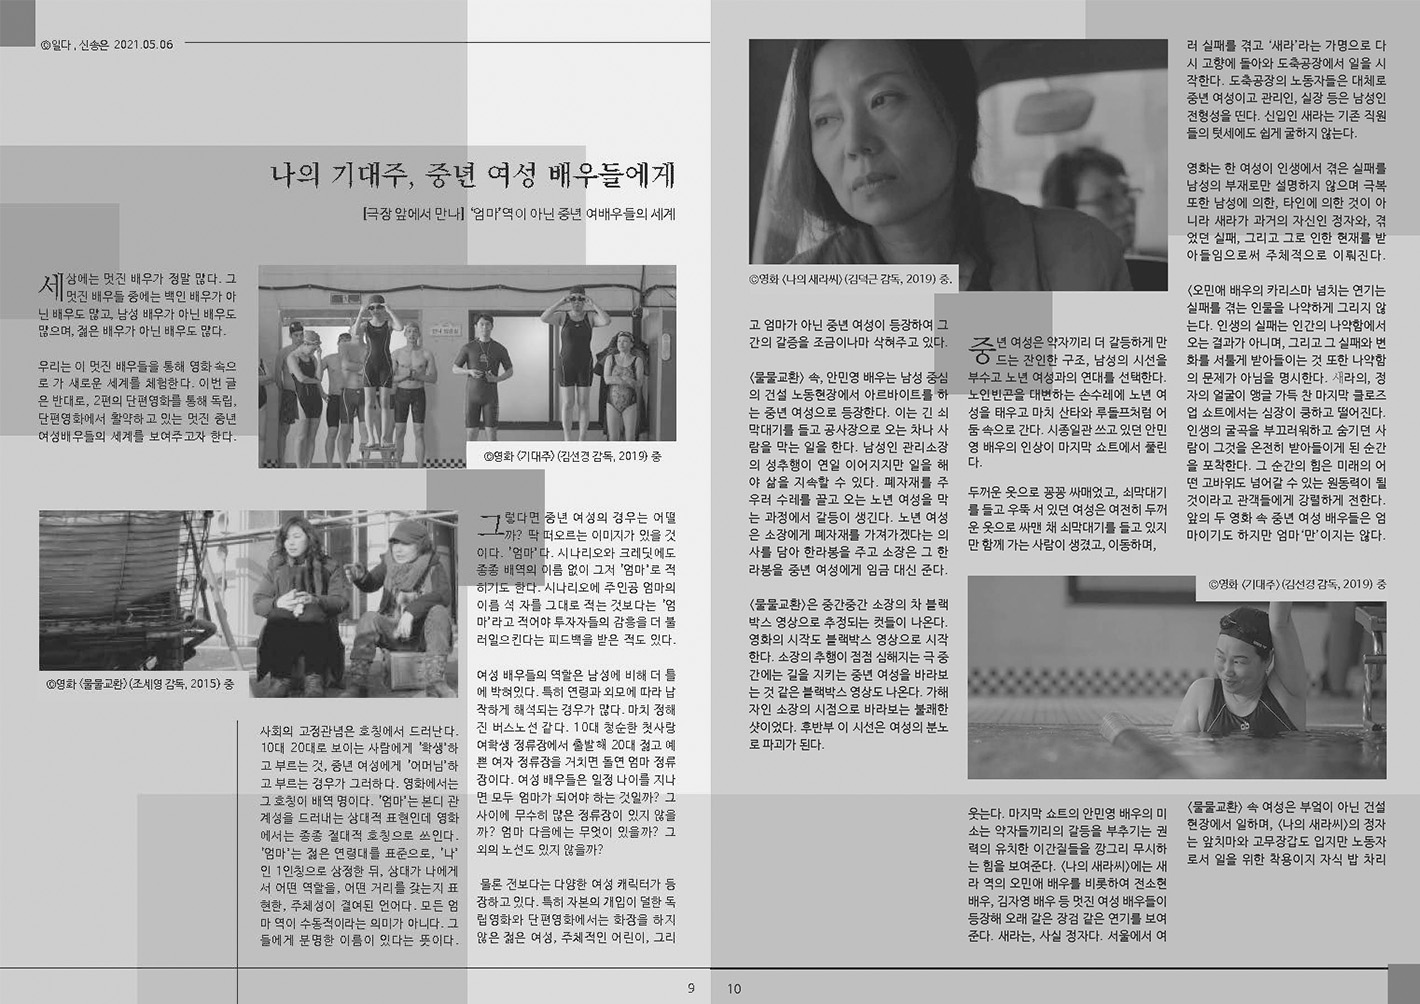 ©일다 , 신송은 2021.05.06
나의 기대주, 중년 여성 배우들에게
[극장 앞에서 만나] ‘엄마’역이 아닌 중년 여배우들의 세계
세상에는 멋진 배우가 정말 많다. 그
멋진 배우들 중에는 백인 배우가 아
닌 배우도 많고, 남성 배우가 아닌 배우도
많으며, 젊은 배우가 아닌 배우도 많다.
우리는 이 멋진 배우들을 통해 영화 속으
로 가 새로운 세계를 체험한다. 이번 글
은 반대로, 2편의 단편영화를 통해 독립,
단편영화에서 활약하고 있는 멋진 중년
여성배우들의 세계를 보여주고자 한다.
©영화 〈기대주〉(김선경 감독, 2019) 중
©영화 〈물물교환〉(조세영 감독, 2015) 중
사회의 고정관념은 호칭에서 드러난다.
10대 20대로 보이는 사람에게 '학생'하
고 부르는 것, 중년 여성에게 '어머님'하
고 부르는 경우가 그러하다. 영화에서는
그 호칭이 배역 명이다. '엄마'는 본디 관
계성을 드러내는 상대적 표현인데 영화
에서는 종종 절대적 호칭으로 쓰인다.
'엄마'는 젊은 연령대를 표준으로, '나'
인 1인칭으로 상정한 뒤, 상대가 나에게
서 어떤 역할을, 어떤 거리를 갖는지 표
현한, 주체성이 결여된 언어다. 모든 엄
마 역이 수동적이라는 의미가 아니다. 그
들에게 분명한 이름이 있다는 뜻이다.
그렇다면 중년 여성의 경우는 어떨
까? 딱 떠오르는 이미지가 있을 것
이다. '엄마'다. 시나리오와 크레딧에도
종종 배역의 이름 없이 그저 '엄마'로 적
히기도 한다. 시나리오에 주인공 엄마의
이름 석 자를 그대로 적는 것보다는 '엄
마'라고 적어야 투자자들의 감흥을 더 불
러일으킨다는 피드백을 받은 적도 있다.
여성 배우들의 역할은 남성에 비해 더 틀
에 박혀있다. 특히 연령과 외모에 따라 납
작하게 해석되는 경우가 많다. 마치 정해
진 버스노선 같다. 10대 청순한 첫사랑
여학생 정류장에서 출발해 20대 젊고 예
쁜 여자 정류장을 거치면 돌연 엄마 정류
장이다. 여성 배우들은 일정 나이를 지나
면 모두 엄마가 되어야 하는 것일까? 그
사이에 무수히 많은 정류장이 있지 않을
까? 엄마 다음에는 무엇이 있을까? 그
외의 노선도 있지 않을까?
물론 전보다는 다양한 여성 캐릭터가 등
장하고 있다. 특히 자본의 개입이 덜한 독
립영화와 단편영화에서는 화장을 하지
않은 젊은 여성, 주체적인 어린이, 그리
9
©영화 〈나의 새라씨〉(김덕근 감독, 2019) 중.
고 엄마가 아닌 중년 여성이 등장하여 그
간의 갈증을 조금이나마 삭혀주고 있다.
〈물물교환〉 속, 안민영 배우는 남성 중심
의 건설 노동현장에서 아르바이트를 하
는 중년 여성으로 등장한다. 이는 긴 쇠
막대기를 들고 공사장으로 오는 차나 사
람을 막는 일을 한다. 남성인 관리소장
의 성추행이 연일 이어지지만 일을 해
야 삶을 지속할 수 있다. 폐자재를 주
우러 수레를 끌고 오는 노년 여성을 막
는 과정에서 갈등이 생긴다. 노년 여성
은 소장에게 폐자재를 가져가겠다는 의
사를 담아 한라봉을 주고 소장은 그 한
라봉을 중년 여성에게 임금 대신 준다.
〈물물교환〉은 중간중간 소장의 차 블랙
박스 영상으로 추정되는 컷들이 나온다.
영화의 시작도 블랙박스 영상으로 시작
한다. 소장의 추행이 점점 심해지는 극 중
간에는 길을 지키는 중년 여성을 바라보
는 것 같은 블랙박스 영상도 나온다. 가해
자인 소장의 시점으로 바라보는 불쾌한
샷이었다. 후반부 이 시선은 여성의 분노
로 파괴가 된다.
중년 여성은 약자끼리 더 갈등하게 만
드는 잔인한 구조, 남성의 시선을
부수고 노년 여성과의 연대를 선택한다.
노인빈곤을 대변하는 손수레에 노년 여
성을 태우고 마치 산타와 루돌프처럼 어
둠 속으로 간다. 시종일관 쓰고 있던 안민
영 배우의 인상이 마지막 쇼트에서 풀린
다.
두꺼운 옷으로 꽁꽁 싸매었고, 쇠막대기
를 들고 우뚝 서 있던 여성은 여전히 두꺼
운 옷으로 싸맨 채 쇠막대기를 들고 있지
만 함께 가는 사람이 생겼고, 이동하며,
웃는다. 마지막 쇼트의 안민영 배우의 미
소는 약자들끼리의 갈등을 부추기는 권
력의 유치한 이간질들을 깡그리 무시하
는 힘을 보여준다. 〈나의 새라씨〉에는 새
라 역의 오민애 배우를 비롯하여 전소현
배우, 김자영 배우 등 멋진 여성 배우들이
등장해 오래 같은 장검 같은 연기를 보여
준다. 새라는, 사실 정자다. 서울에서 여
러 실패를 겪고 ‘새라’라는 가명으로 다
시 고향에 돌아와 도축공장에서 일을 시
작한다. 도축공장의 노동자들은 대체로
중년 여성이고 관리인, 실장 등은 남성인
전형성을 띤다. 신입인 새라는 기존 직원
들의 텃세에도 쉽게 굴하지 않는다.
영화는 한 여성이 인생에서 겪은 실패를
남성의 부재로만 설명하지 않으며 극복
또한 남성에 의한, 타인에 의한 것이 아
니라 새라가 과거의 자신인 정자와, 겪
었던 실패, 그리고 그로 인한 현재를 받
아들임으로써 주체적으로 이뤄진다.
〈오민애 배우의 카리스마 넘치는 연기는
실패를 겪는 인물을 나약하게 그리지 않
는다. 인생의 실패는 인간의 나약함에서
오는 결과가 아니며, 그리고 그 실패와 변
화를 서툴게 받아들이는 것 또한 나약함
의 문제가 아님을 명시한다. 새라의, 정
자의 얼굴이 앵글 가득 찬 마지막 클로즈
업 쇼트에서는 심장이 쿵하고 떨어진다.
인생의 굴곡을 부끄러워하고 숨기던 사
람이 그것을 온전히 받아들이게 된 순간
을 포착한다. 그 순간의 힘은 미래의 어
떤 고바위도 넘어갈 수 있는 원동력이 될
것이라고 관객들에게 강렬하게 전한다.
앞의 두 영화 속 중년 여성 배우들은 엄
마이기도 하지만 엄마‘만’이지는 않다.
©영화 〈기대주〉(김선경 감독, 2019) 중
〈물물교환〉 속 여성은 부엌이 아닌 건설
현장에서 일하며, 〈나의 새라씨〉의 정자
는 앞치마와 고무장갑도 입지만 노동자
로서 일을 위한 착용이지 자식 밥 차리
10